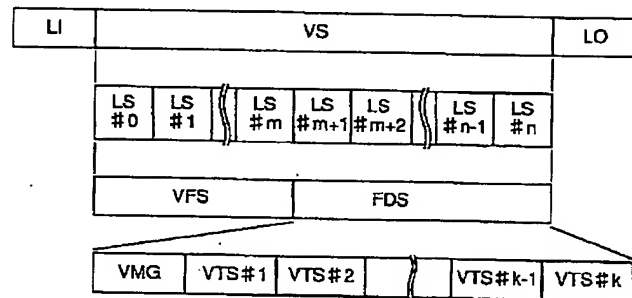 LI VS LO
LS #0 LS #1 LS #m LS #m+1 LS #m+2 LS #n-1 LS #n
VFS FDS
VMG VTS#1 VTS#2 VTS#k-1 VTS#k